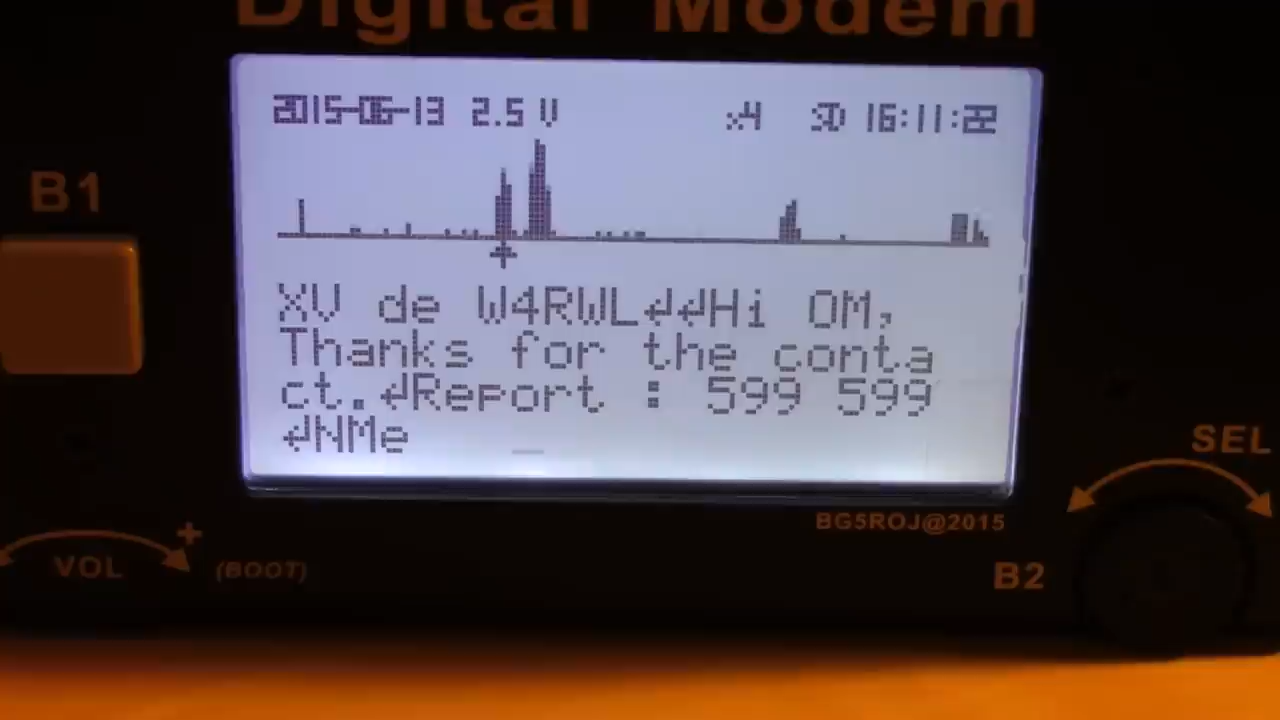 Digital Modem
2015-06-13 2.5 V x4 SD 16:11:22
B1
XV de W4RWL↲↲Hi OM,
Thanks for the conta
ct.↲Report : 599 599
↲NMe
SEL
BG5ROJ@2015
VOL +
(BOOT)
B2